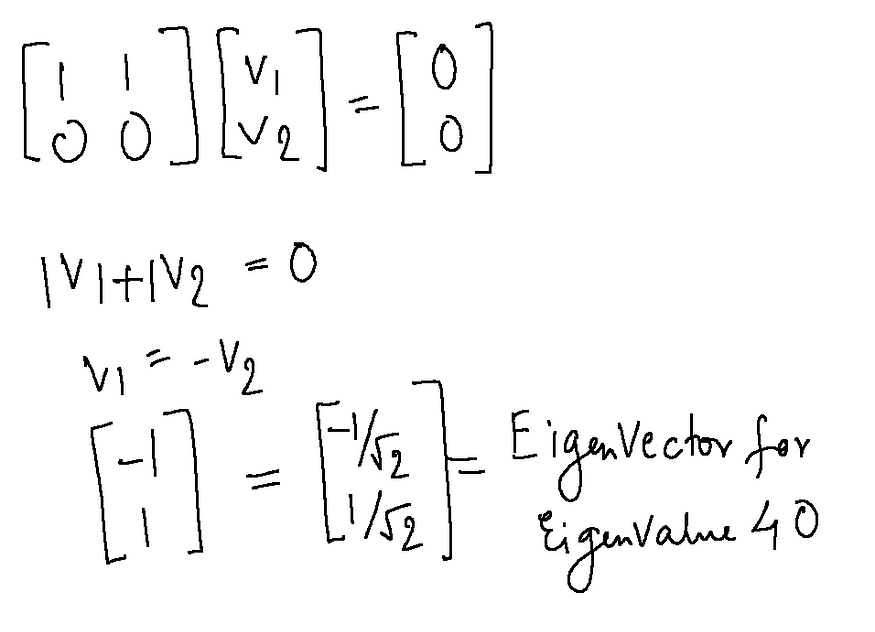 [1 1; 0 0] [V1; V2] = [0; 0]
1V1+1V2 = 0
V1 = -V2
[-1; 1] = [-1/√2; 1/√2] = EigenVector for
EigenValue 40